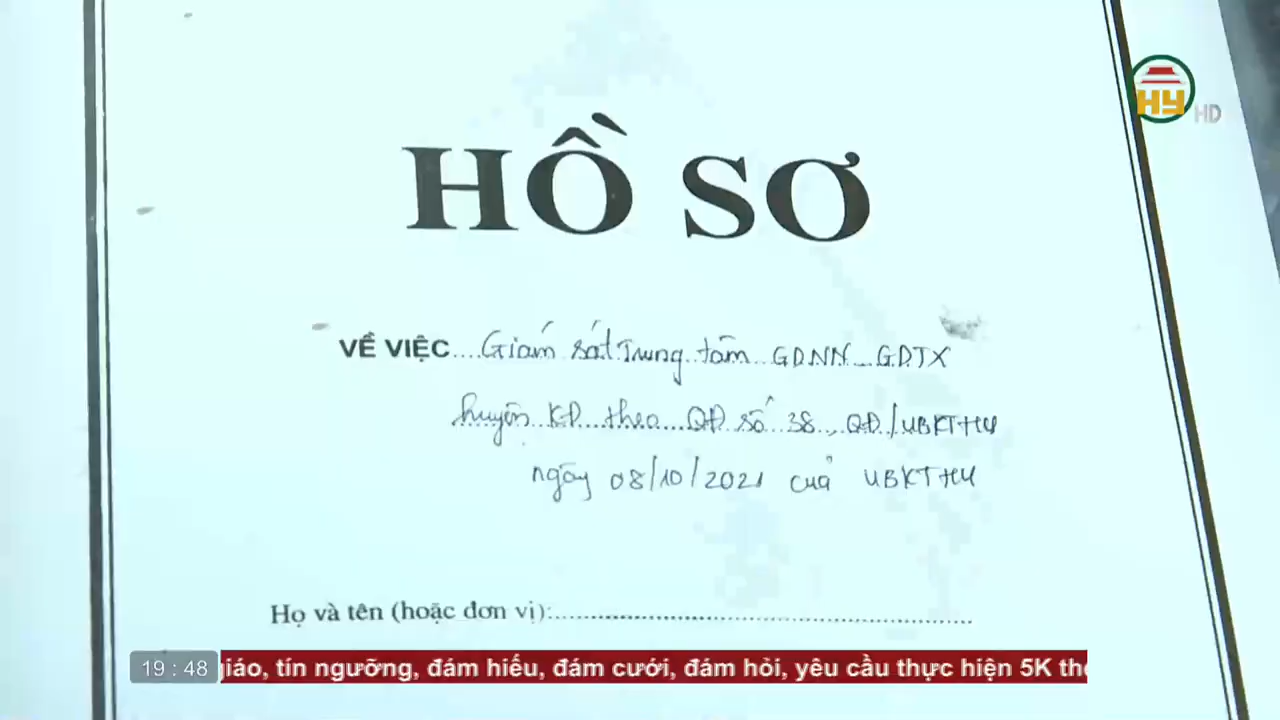 HY HD
HỒ SƠ
VỀ VIỆC....Giám sát Trung tâm GDNN...GDTX
huyện KĐ theo QĐ số 38, QĐ/UBKTHU
ngày 08/10/2021 của UBKTHU
Họ và tên (hoặc đơn vị):..........................................................
19 : 48 giáo, tín ngưỡng, đám hiếu, đám cưới, đám hỏi, yêu cầu thực hiện 5K